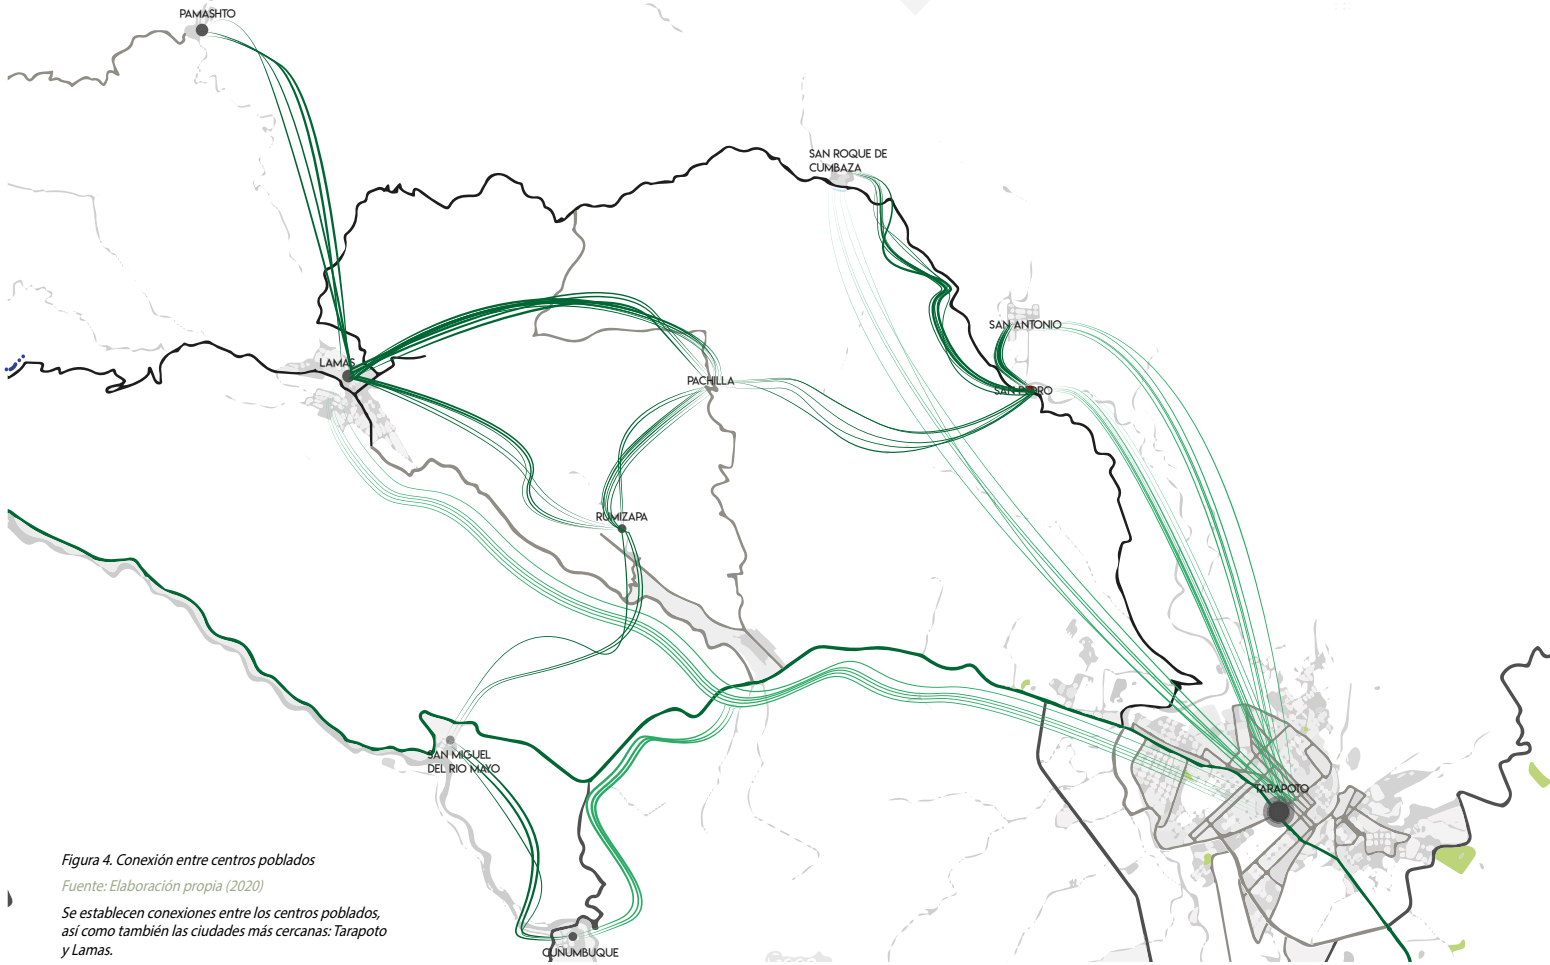 PAMASHTO
SAN ROQUE DE
CUMBAZA
SAN ANTONIO
LAMAS
PACHILLA
SAN PEDRO
RUMIZAPA
SAN MIGUEL
DEL RIO MAYO
TARAPOTO
CUÑUMBUQUE
Figura 4. Conexión entre centros poblados
Fuente: Elaboración propia (2020)
Se establecen conexiones entre los centros poblados,
así como también las ciudades más cercanas: Tarapoto
y Lamas.